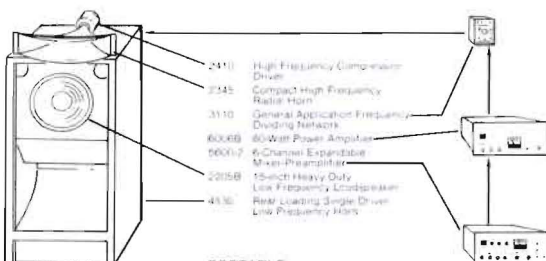 2410 High Frequency Compression
Driver
2345 Compact High Frequency
Radial Horn
3110 General Application Frequency
Dividing Network
6006B 60-Watt Power Amplifier
5600-2 6-Channel Expandable
Mixer-Preamplifier
2205B 15-inch Heavy Duty
Low Frequency Loudspeaker
4530 Rear Loading Single Driver
Low Frequency Horn